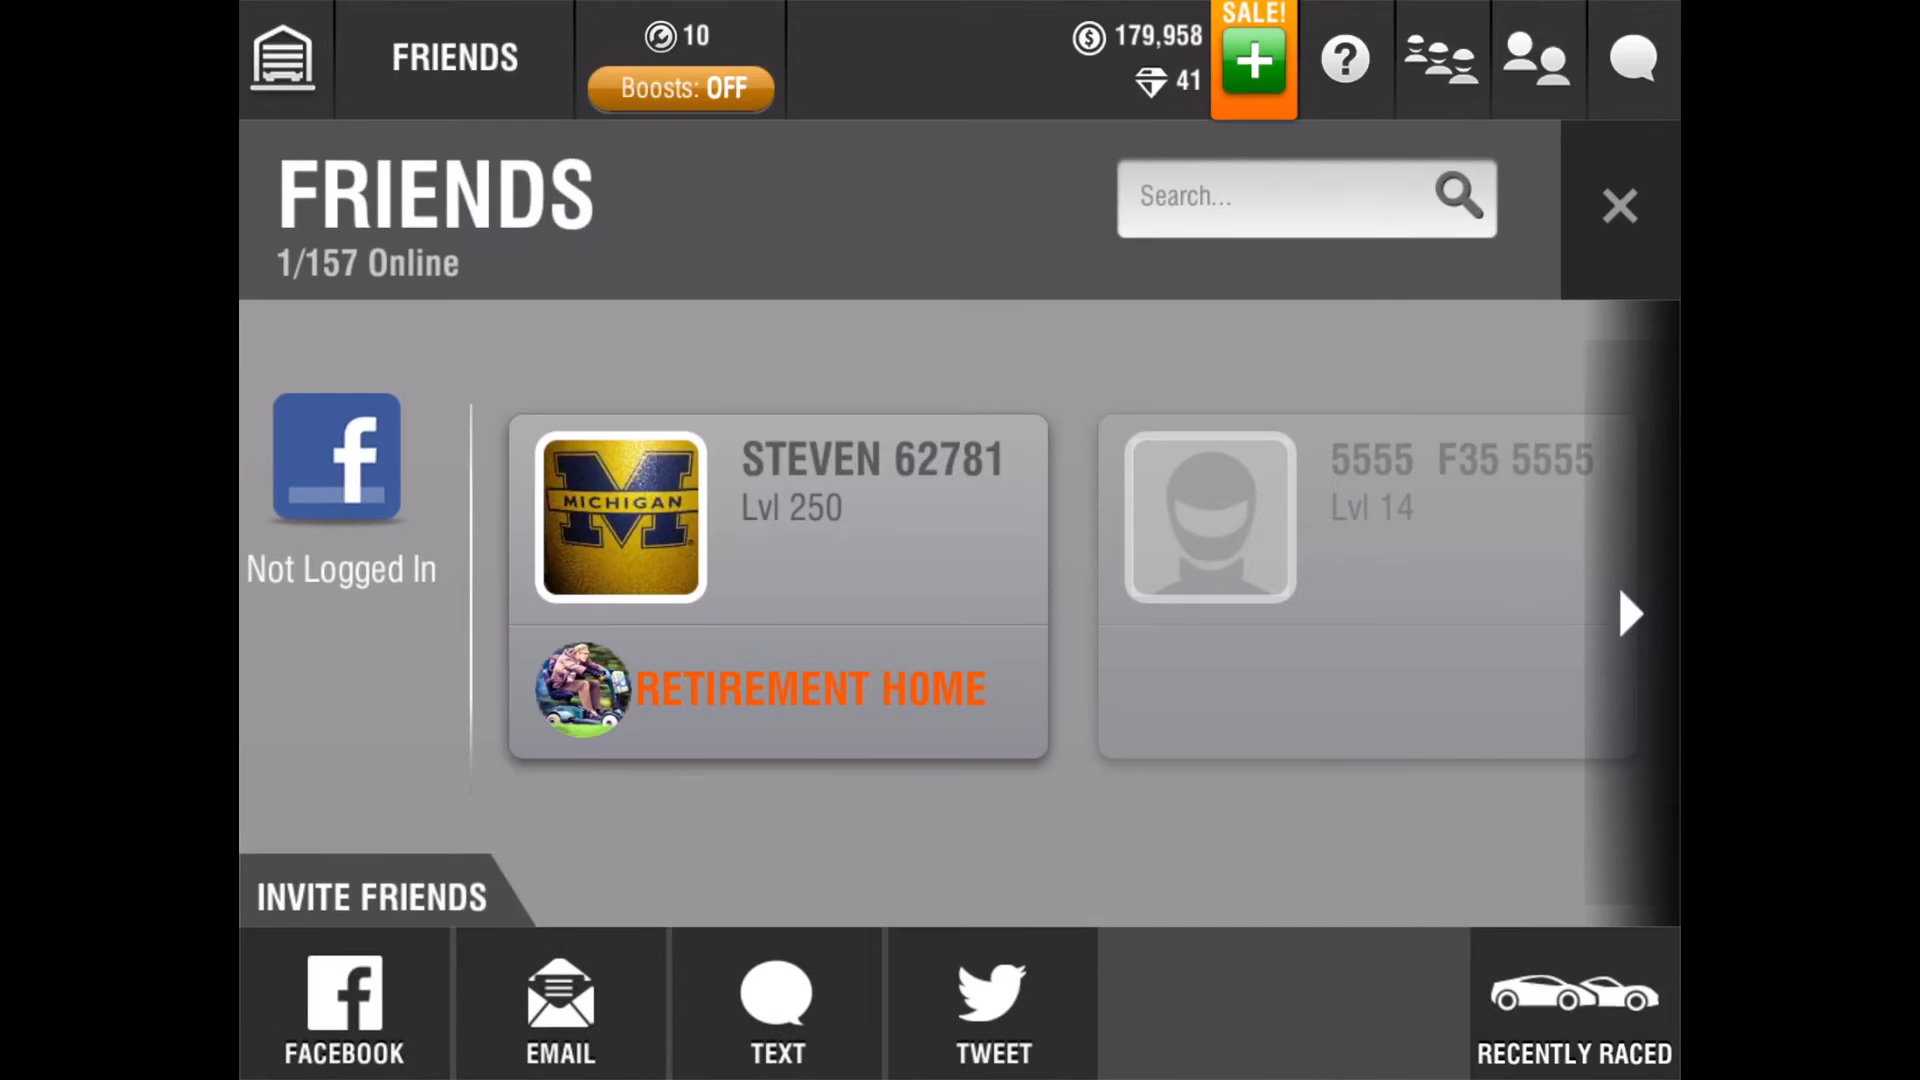 FRIENDS
10
Boosts: OFF
179,958
41
SALE!
?
FRIENDS
1/157 Online
Search...
Not Logged In
MICHIGAN
STEVEN 62781
Lvl 250
RETIREMENT HOME
5555 F35 5555
Lvl 14
INVITE FRIENDS
FACEBOOK
EMAIL
TEXT
TWEET
RECENTLY RACED